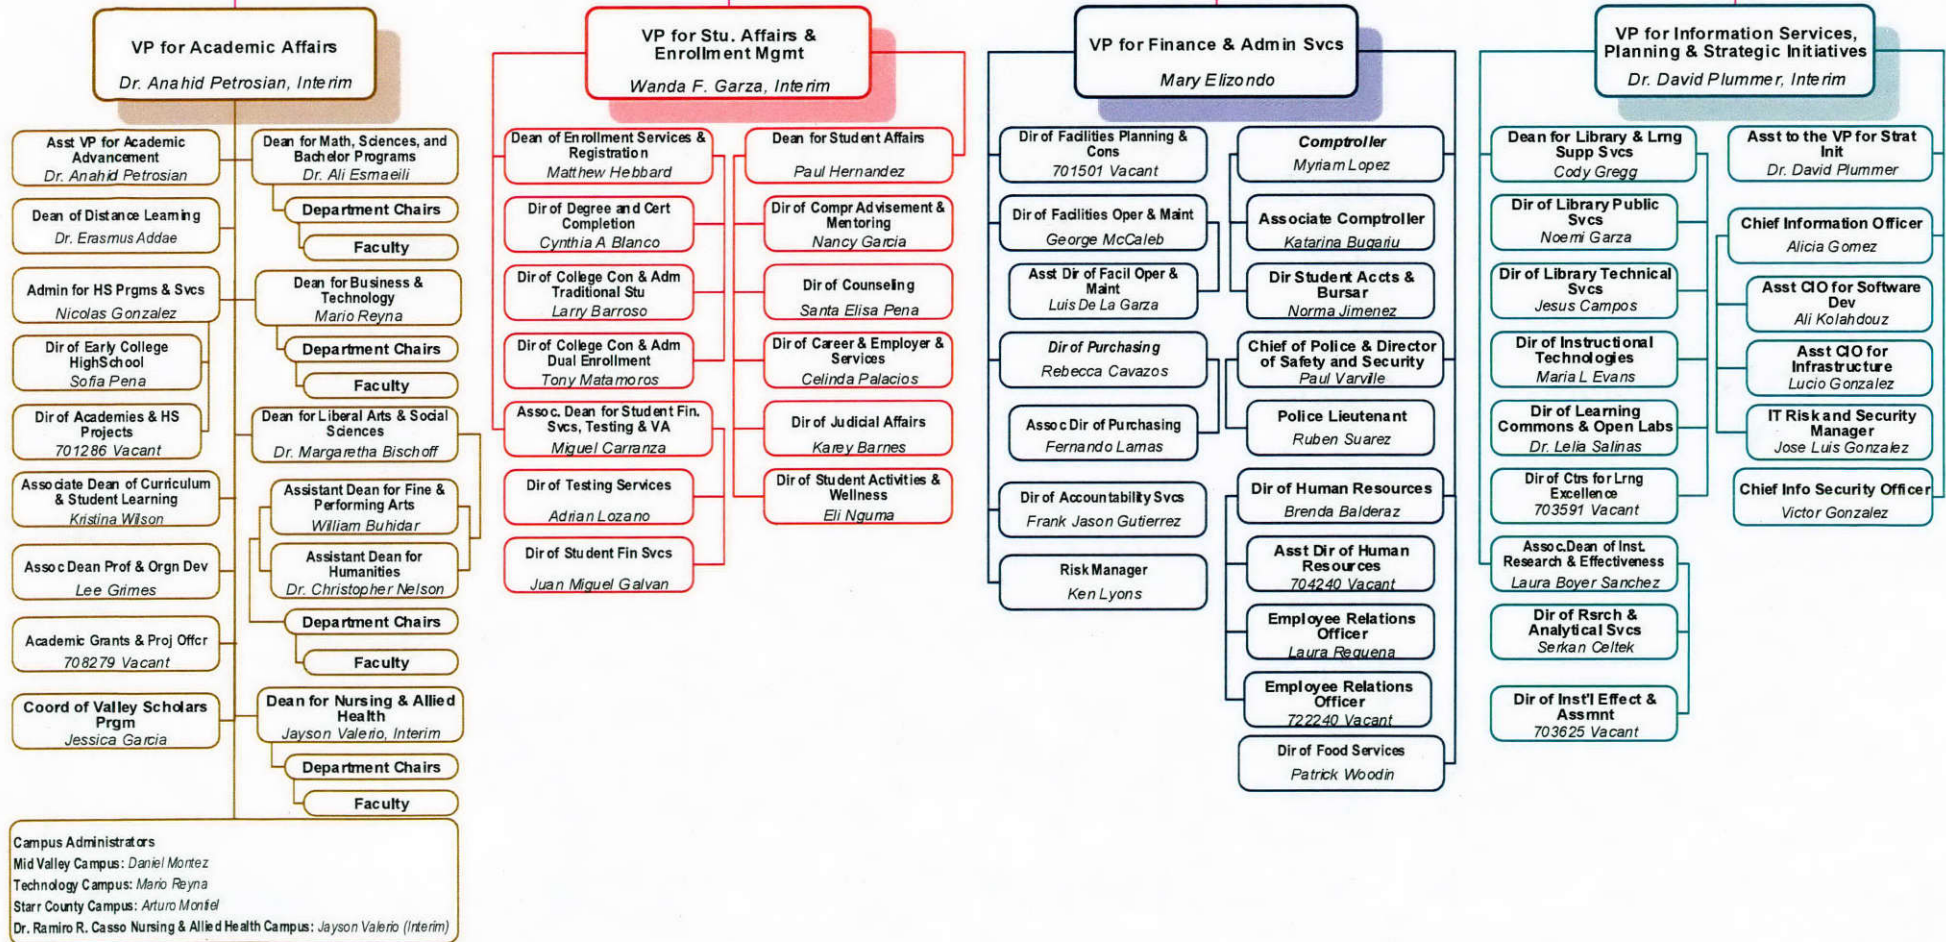 VP for Academic Affairs
Dr. Anahid Petrosian, Interim
Asst VP for Academic
Advancement
Dr. Anahid Petrosian
Dean of Distance Learning
Dr. Erasmus Addae
Admin for HS Prgms & Svcs
Nicolas Gonzalez
Dir of Early College
HighSchool
Sofia Pena
Dir of Academies & HS
Projects
701286 Vacant
Associate Dean of Curriculum
& Student Learning
Kristina Wilson
Assoc Dean Prof & Orgn Dev
Lee Grimes
Academic Grants & Proj Offcr
708279 Vacant
Coord of Valley Scholars
Prgm
Jessica Garcia
Dean for Math, Sciences, and
Bachelor Programs
Dr. Ali Esmaeili
Department Chairs
Faculty
Dean for Business &
Technology
Mario Reyna
Department Chairs
Faculty
Dean for Liberal Arts & Social
Sciences
Dr. Margaretha Bischoff
Assistant Dean for Fine &
Performing Arts
William Buhidar
Assistant Dean for
Humanities
Dr. Christopher Nelson
Department Chairs
Faculty
Dean for Nursing & Allied
Health
Jayson Valerio, Interim
Department Chairs
Faculty
Campus Administrators
Mid Valley Campus: Daniel Montez
Technology Campus: Mario Reyna
Starr County Campus: Arturo Montiel
Dr. Ramiro R. Casso Nursing & Allied Health Campus: Jayson Valerio (Interim)
VP for Stu. Affairs &
Enrollment Mgmt
Wanda F. Garza, Interim
Dean of Enrollment Services &
Registration
Matthew Hebbard
Dir of Degree and Cert
Completion
Cynthia A Blanco
Dir of College Con & Adm
Traditional Stu
Larry Barroso
Dir of College Con & Adm
Dual Enrollment
Tony Matamoros
Assoc. Dean for Student Fin.
Svcs, Testing & VA
Miguel Carranza
Dir of Testing Services
Adrian Lozano
Dir of Student Fin Svcs
Juan Miguel Galvan
Dean for Student Affairs
Paul Hernandez
Dir of Compr Advisement &
Mentoring
Nancy Garcia
Dir of Counseling
Santa Elisa Pena
Dir of Career & Employer &
Services
Celinda Palacios
Dir of Judicial Affairs
Karey Barnes
Dir of Student Activities &
Wellness
Eli Nguma
VP for Finance & Admin Svcs
Mary Elizondo
Dir of Facilities Planning &
Cons
701501 Vacant
Dir of Facilities Oper & Maint
George McCaleb
Asst Dir of Facil Oper &
Maint
Luis De La Garza
Dir of Purchasing
Rebecca Cavazos
Assoc Dir of Purchasing
Fernando Lamas
Dir of Accountability Svcs
Frank Jason Gutierrez
Risk Manager
Ken Lyons
Comptroller
Myriam Lopez
Associate Comptroller
Katarina Bugariu
Dir Student Accts &
Bursar
Norma Jimenez
Chief of Police & Director
of Safety and Security
Paul Varville
Police Lieutenant
Ruben Suarez
Dir of Human Resources
Brenda Balderaz
Asst Dir of Human
Resources
704240 Vacant
Employee Relations
Officer
Laura Requena
Employee Relations
Officer
722240 Vacant
Dir of Food Services
Patrick Woodin
VP for Information Services,
Planning & Strategic Initiatives
Dr. David Plummer, Interim
Dean for Library & Lrng
Supp Svcs
Cody Gregg
Dir of Library Public
Svcs
Noemi Garza
Dir of Library Technical
Svcs
Jesus Campos
Dir of Instructional
Technologies
Maria L Evans
Dir of Learning
Commons & Open Labs
Dr. Lelia Salinas
Dir of Ctrs for Lrng
Excellence
703591 Vacant
Assoc.Dean of Inst.
Research & Effectiveness
Laura Boyer Sanchez
Dir of Rsrch &
Analytical Svcs
Serkan Celtek
Dir of Inst'l Effect &
Assmnt
703625 Vacant
Asst to the VP for Strat
Init
Dr. David Plummer
Chief Information Officer
Alicia Gomez
Asst CIO for Software
Dev
Ali Kolahdouz
Asst CIO for
Infrastructure
Lucio Gonzalez
IT Risk and Security
Manager
Jose Luis Gonzalez
Chief Info Security Officer
Victor Gonzalez